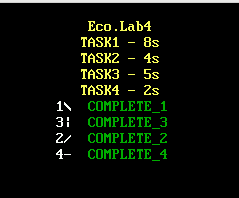 Eco.Lab4
TASK1 - 8s
TASK2 - 4s
TASK3 - 5s
TASK4 - 2s
1\ COMPLETE_1
3¦ COMPLETE_3
2/ COMPLETE_2
4- COMPLETE_4